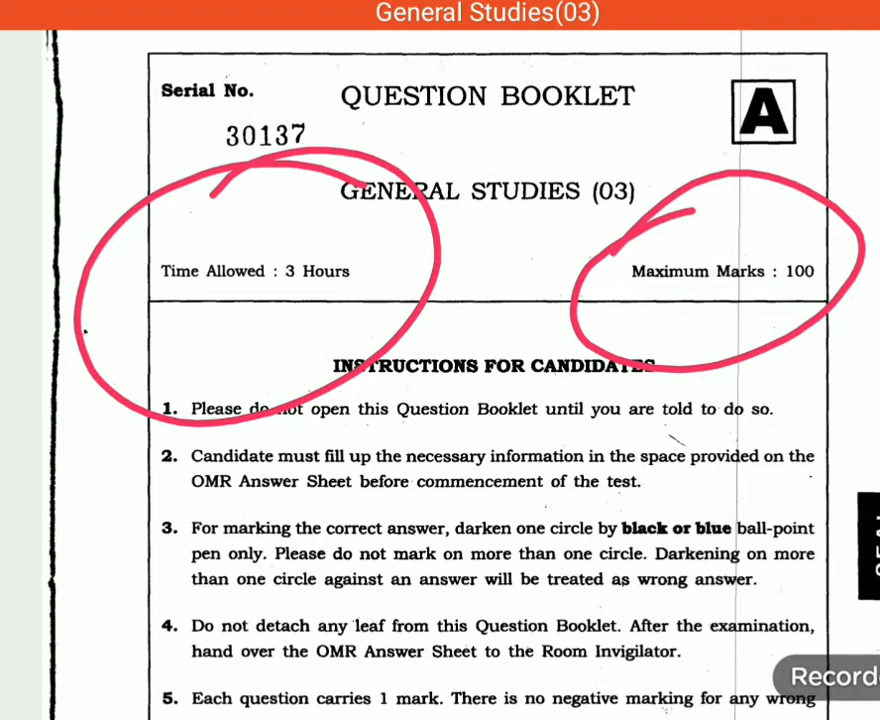 General Studies(03)
Serial No.
QUESTION BOOKLET
A
30137
GENERAL STUDIES (03)
Time Allowed : 3 Hours
Maximum Marks : 100
INSTRUCTIONS FOR CANDIDATES
1. Please do not open this Question Booklet until you are told to do so.
2. Candidate must fill up the necessary information in the space provided on the
OMR Answer Sheet before commencement of the test.
3. For marking the correct answer, darken one circle by black or blue ball-point
pen only. Please do not mark on more than one circle. Darkening on more
than one circle against an answer will be treated as wrong answer.
4. Do not detach any leaf from this Question Booklet. After the examination,
hand over the OMR Answer Sheet to the Room Invigilator.
Record
5. Each question carries 1 mark. There is no negative marking for any wrong